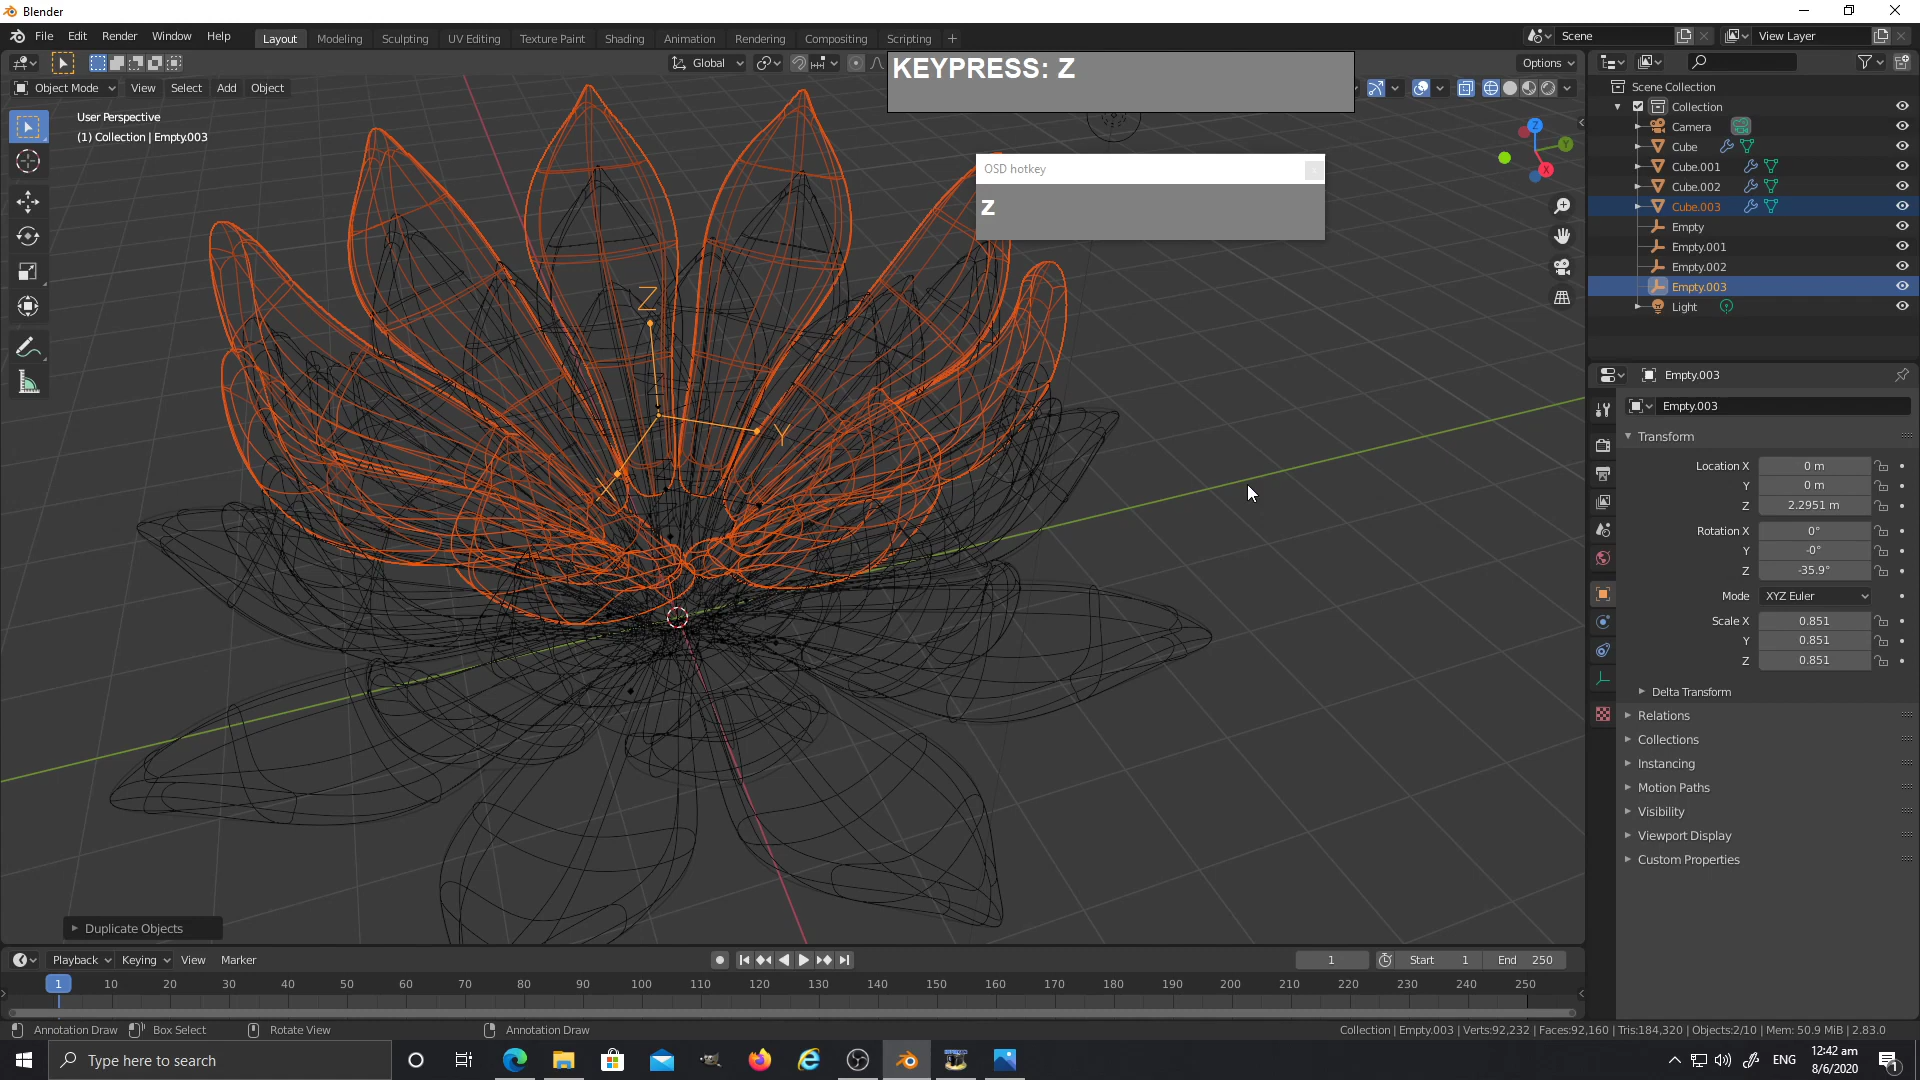 Blender
File Edit Render Window Help
Layout Modeling Sculpting UV Editing Texture Paint Shading Animation Rendering Compositing Scripting
Scene
View Layer
Global
KEYPRESS: Z
Options
Object Mode View Select Add Object
User Perspective
(1) Collection | Empty.003
OSD hotkey
Z
Z
Y
X
Z
Y
X
Scene Collection
Collection
Camera
Cube
Cube.001
Cube.002
Cube.003
Empty
Empty.001
Empty.002
Empty.003
Light
Empty.003
Empty.003
Transform
Location X 0 m
Y 0 m
Z 2.2951 m
Rotation X 0°
Y -0°
Z -35.9°
Mode XYZ Euler
Scale X 0.851
Y 0.851
Z 0.851
Delta Transform
Relations
Collections
Instancing
Motion Paths
Visibility
Viewport Display
Custom Properties
Duplicate Objects
Playback Keying View Marker
1 Start 1 End 250
1 10 20 30 40 50 60 70 80 90 100 110 120 130 140 150 160 170 180 190 200 210 220 230 240 250
Annotation Draw Box Select Rotate View Annotation Draw
Collection | Empty.003 | Verts:92,232 | Faces:92,160 | Tris:184,320 | Objects:2/10 | Mem: 50.9 MiB | 2.83.0
Type here to search
ENG
12:42 am
8/6/2020
1